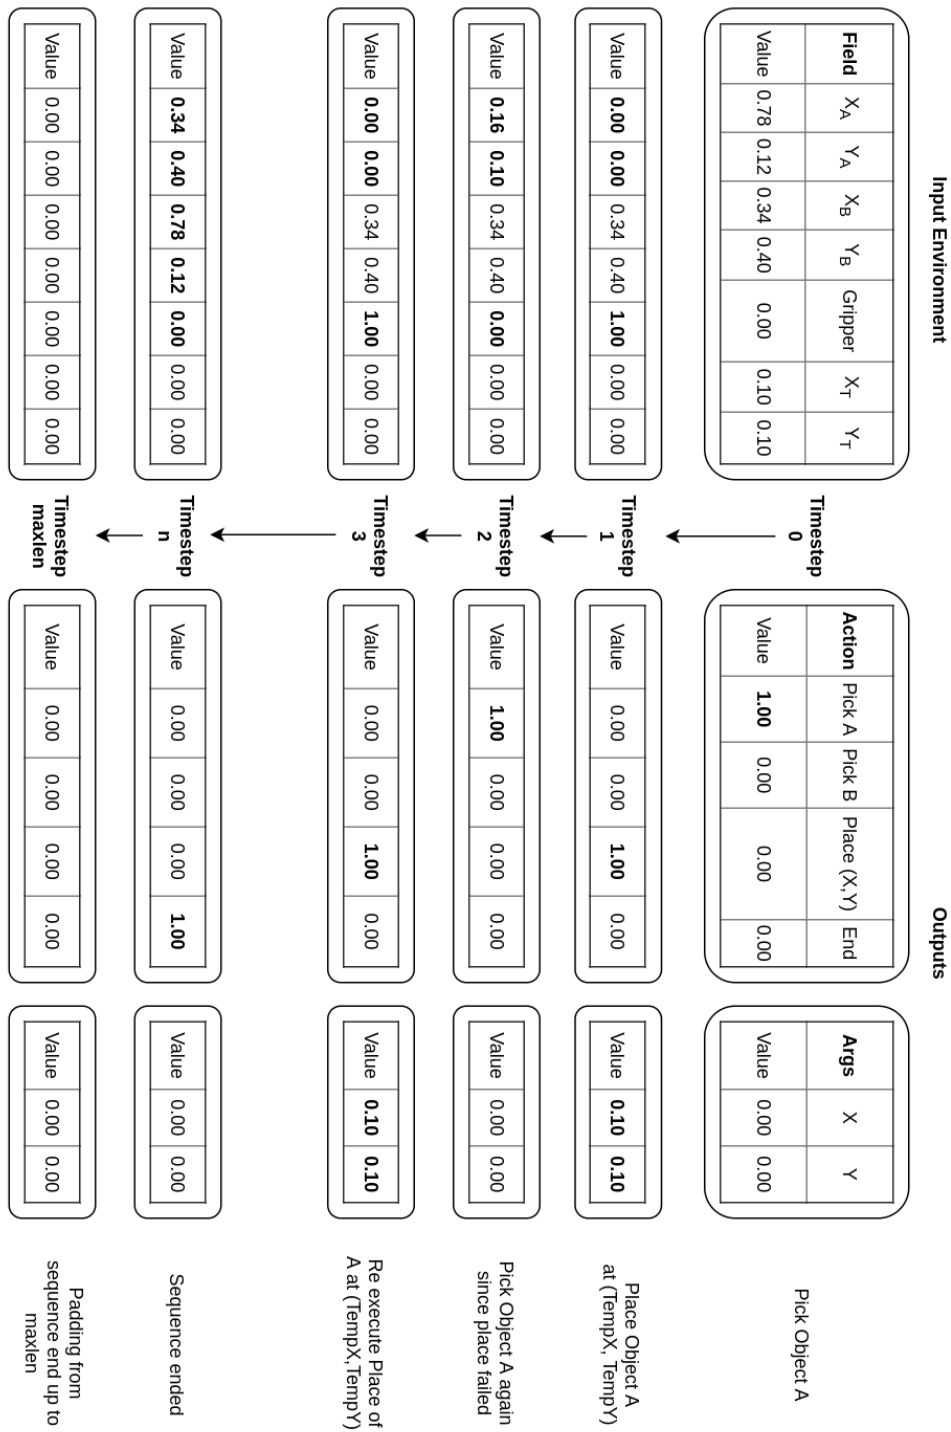 Input Environment
Outputs
Field X_A Y_A X_B Y_B Gripper X_T Y_T
Value 0.78 0.12 0.34 0.40 0.00 0.10 0.10
Timestep
0
Action Pick A Pick B Place (X,Y) End
Value 1.00 0.00 0.00 0.00
Args X Y
Value 0.00 0.00
Pick Object A
Value 0.00 0.00 0.34 0.40 1.00 0.00 0.00
Timestep
1
Value 0.00 0.00 1.00 0.00
Value 0.10 0.10
Place Object A
at (TempX, TempY)
Value 0.16 0.10 0.34 0.40 0.00 0.00 0.00
Timestep
2
Value 1.00 0.00 0.00 0.00
Value 0.00 0.00
Pick Object A again
since place failed
Value 0.00 0.00 0.34 0.40 1.00 0.00 0.00
Timestep
3
Value 0.00 0.00 1.00 0.00
Value 0.10 0.10
Re execute Place of
A at (TempX,TempY)
Value 0.34 0.40 0.78 0.12 0.00 0.00 0.00
Timestep
n
Value 0.00 0.00 0.00 1.00
Value 0.00 0.00
Sequence ended
Value 0.00 0.00 0.00 0.00 0.00 0.00 0.00
Timestep
maxlen
Value 0.00 0.00 0.00 0.00
Value 0.00 0.00
Padding from
sequence end up to
maxlen